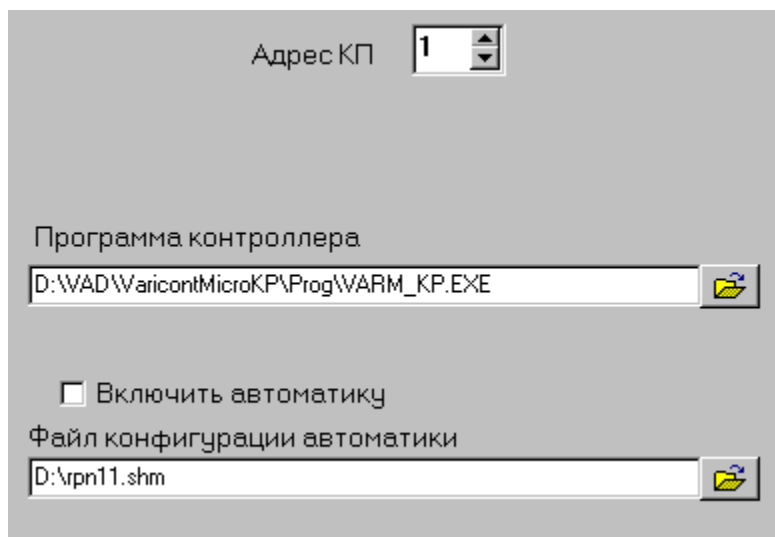 Адрес КП 1
Программа контроллера
D:\VAD\VaricontMicroKP\Prog\VARM_KP.EXE
Включить автоматику
Файл конфигурации автоматики
D:\rpn11.shm